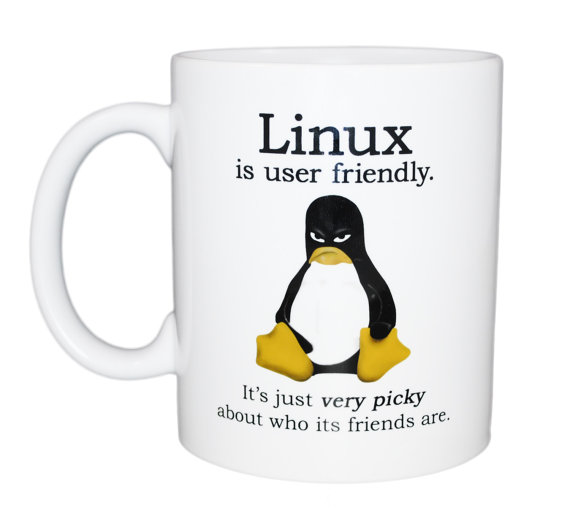 Linux
is user friendly.
It's just very picky
about who its friends are.